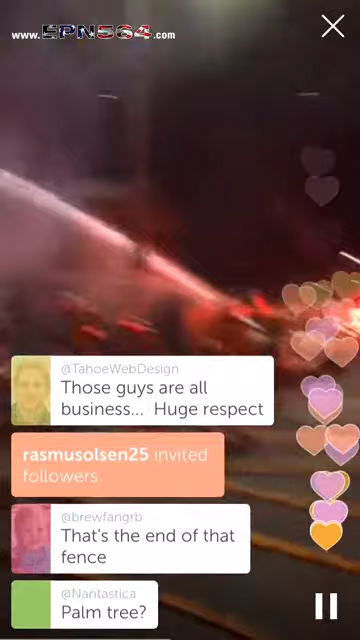 www.EPN564.com
@TahoeWebDesign
Those guys are all
business... Huge respect
rasmusolsen25 invited
followers
@brewfangrb
That's the end of that
fence
@Nantastica
Palm tree?